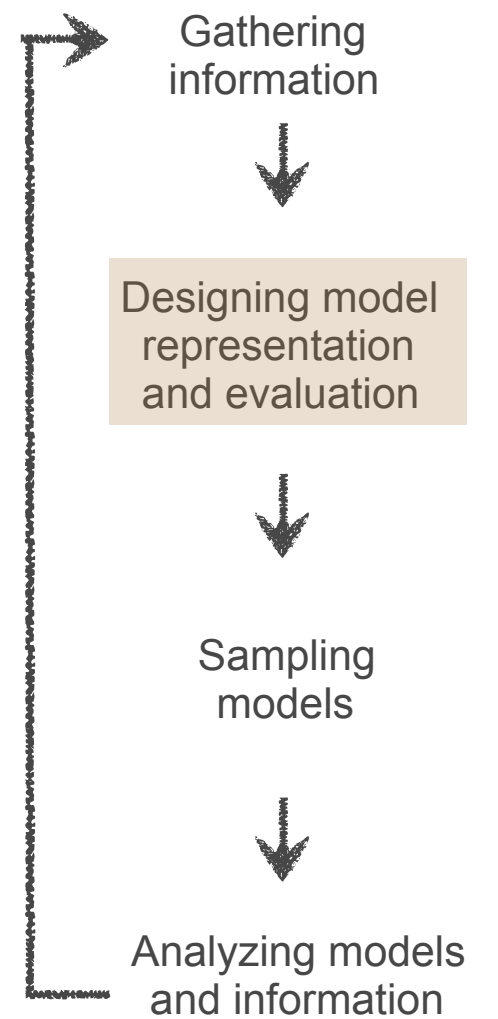 Gathering
information
Designing model
representation
and evaluation
Sampling
models
Analyzing models
and information